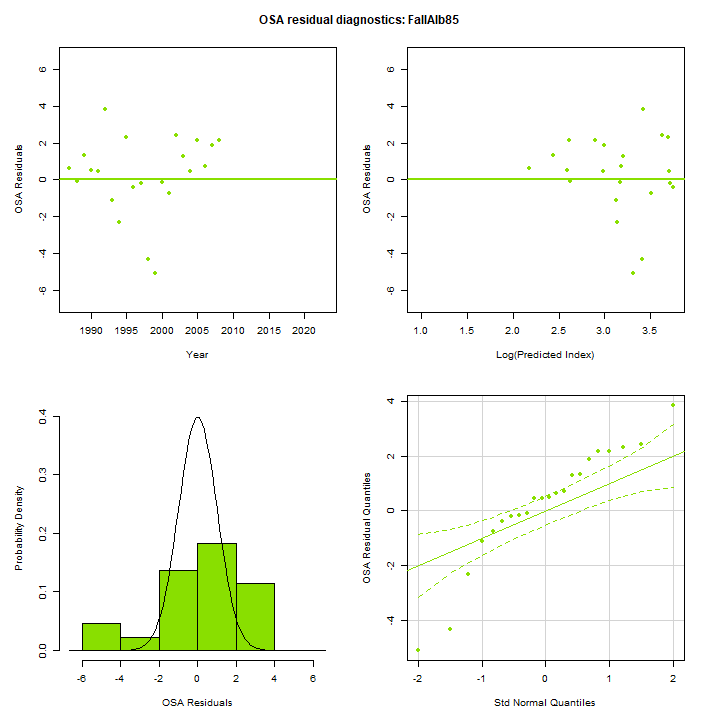 OSA residual diagnostics: FallAlb85
OSA Residuals
6
4
2
0
-2
-4
-6
1990 1995 2000 2005 2010 2015 2020
Year
OSA Residuals
6
4
2
0
-2
-4
-6
1.0 1.5 2.0 2.5 3.0 3.5
Log(Predicted Index)
Probability Density
0.4
0.3
0.2
0.1
0.0
-6 -4 -2 0 2 4 6
OSA Residuals
OSA Residual Quantiles
4
2
0
-2
-4
-2 -1 0 1 2
Std Normal Quantiles